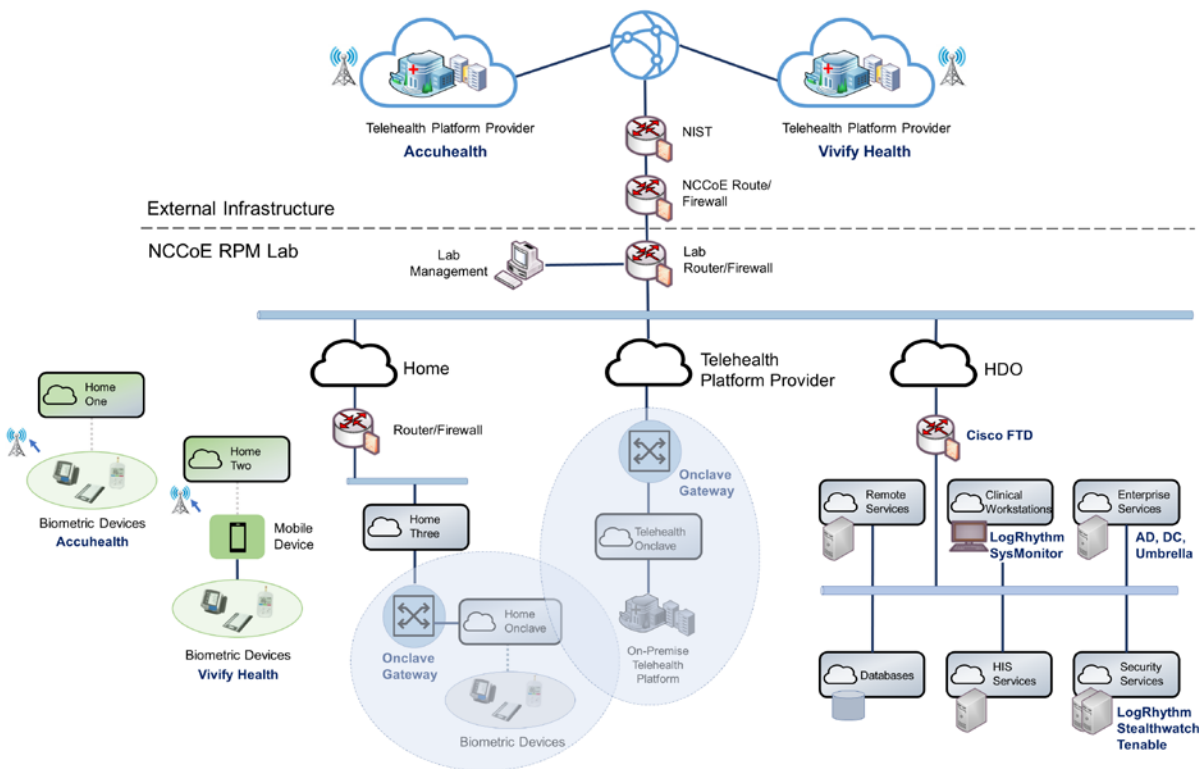 Telehealth Platform Provider
Accuhealth
Telehealth Platform Provider
Vivify Health
NIST
NCCoE Route/
Firewall
External Infrastructure
NCCoE RPM Lab
Lab
Management
Lab
Router/Firewall
Home
Telehealth
Platform Provider
HDO
Home
One
Biometric Devices
Accuhealth
Home
Two
Mobile
Device
Biometric Devices
Vivify Health
Router/Firewall
Home
Three
Onclave
Gateway
Home
Onclave
Biometric Devices
Onclave
Gateway
Telehealth
Onclave
On-Premise
Telehealth
Platform
Cisco FTD
Remote
Services
Clinical
Workstations
LogRhythm
SysMonitor
Enterprise
Services
AD, DC,
Umbrella
Databases
HIS
Services
Security
Services
LogRhythm
Stealthwatch
Tenable